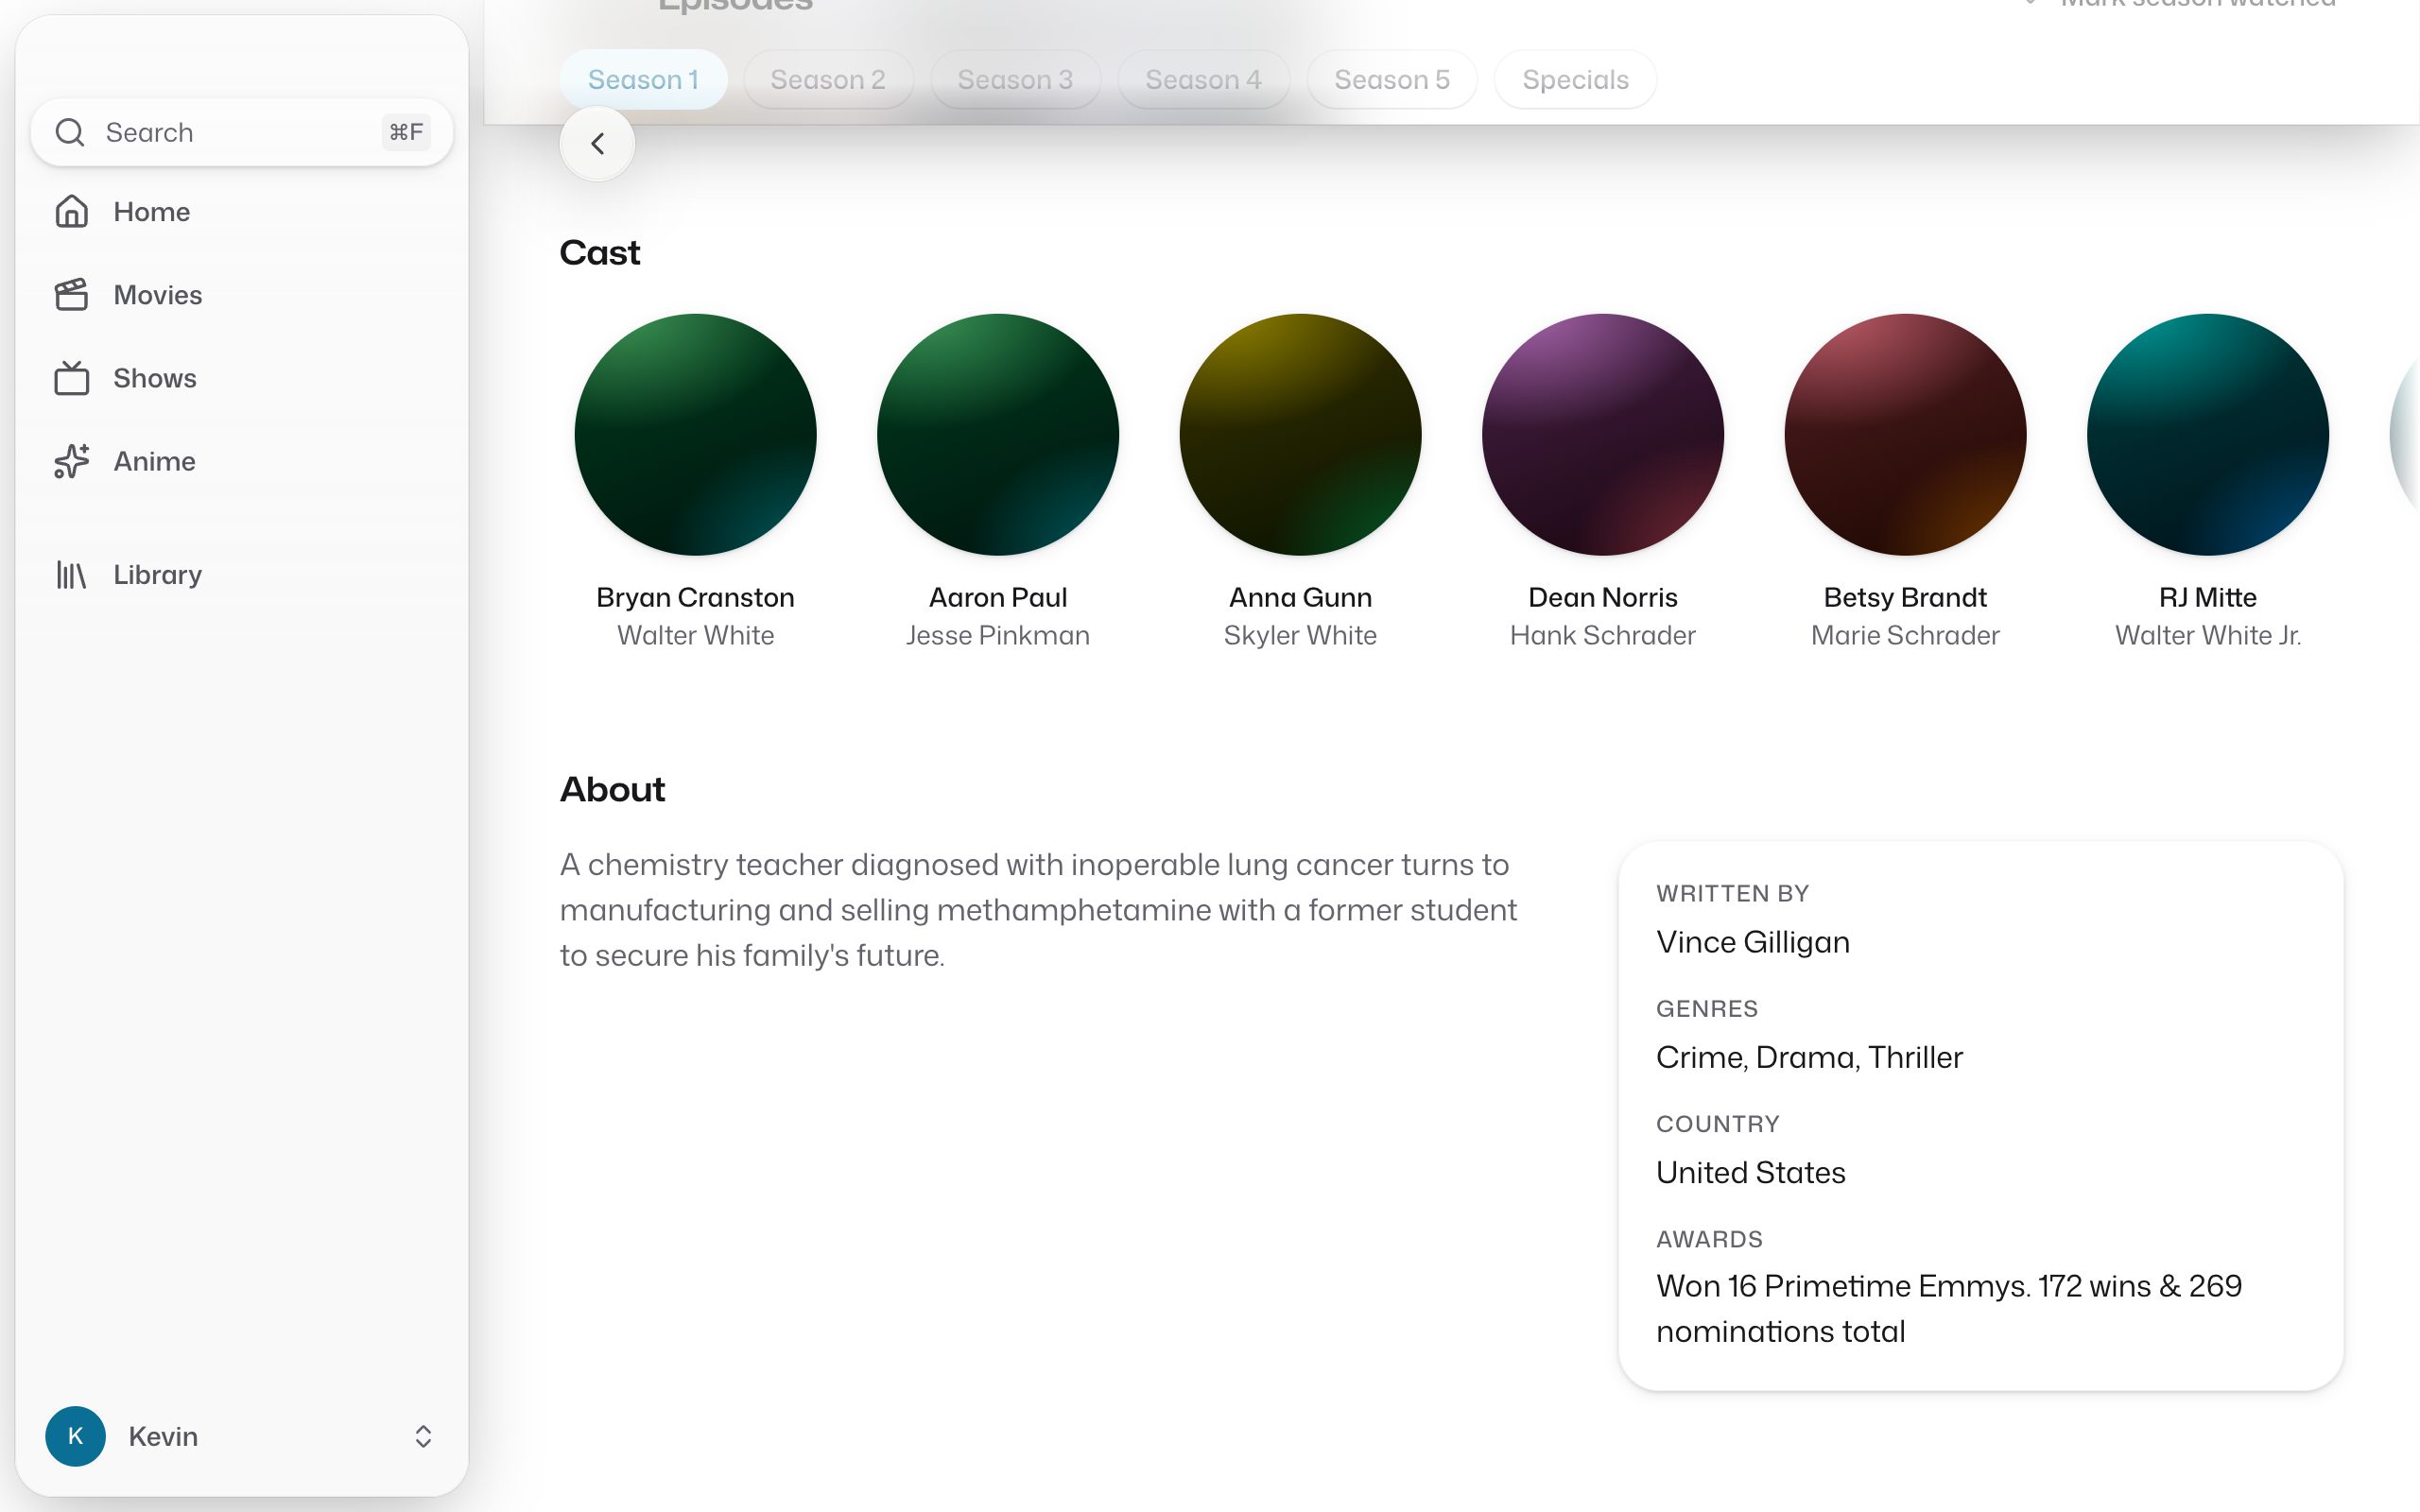 Search
⌘F
Home
Movies
Shows
Anime
Library
K
Kevin
Episodes
Mark season watched
Season 1
Season 2
Season 3
Season 4
Season 5
Specials
Cast
Bryan Cranston
Walter White
Aaron Paul
Jesse Pinkman
Anna Gunn
Skyler White
Dean Norris
Hank Schrader
Betsy Brandt
Marie Schrader
RJ Mitte
Walter White Jr.
About
A chemistry teacher diagnosed with inoperable lung cancer turns to
manufacturing and selling methamphetamine with a former student
to secure his family's future.
WRITTEN BY
Vince Gilligan
GENRES
Crime, Drama, Thriller
COUNTRY
United States
AWARDS
Won 16 Primetime Emmys. 172 wins & 269
nominations total